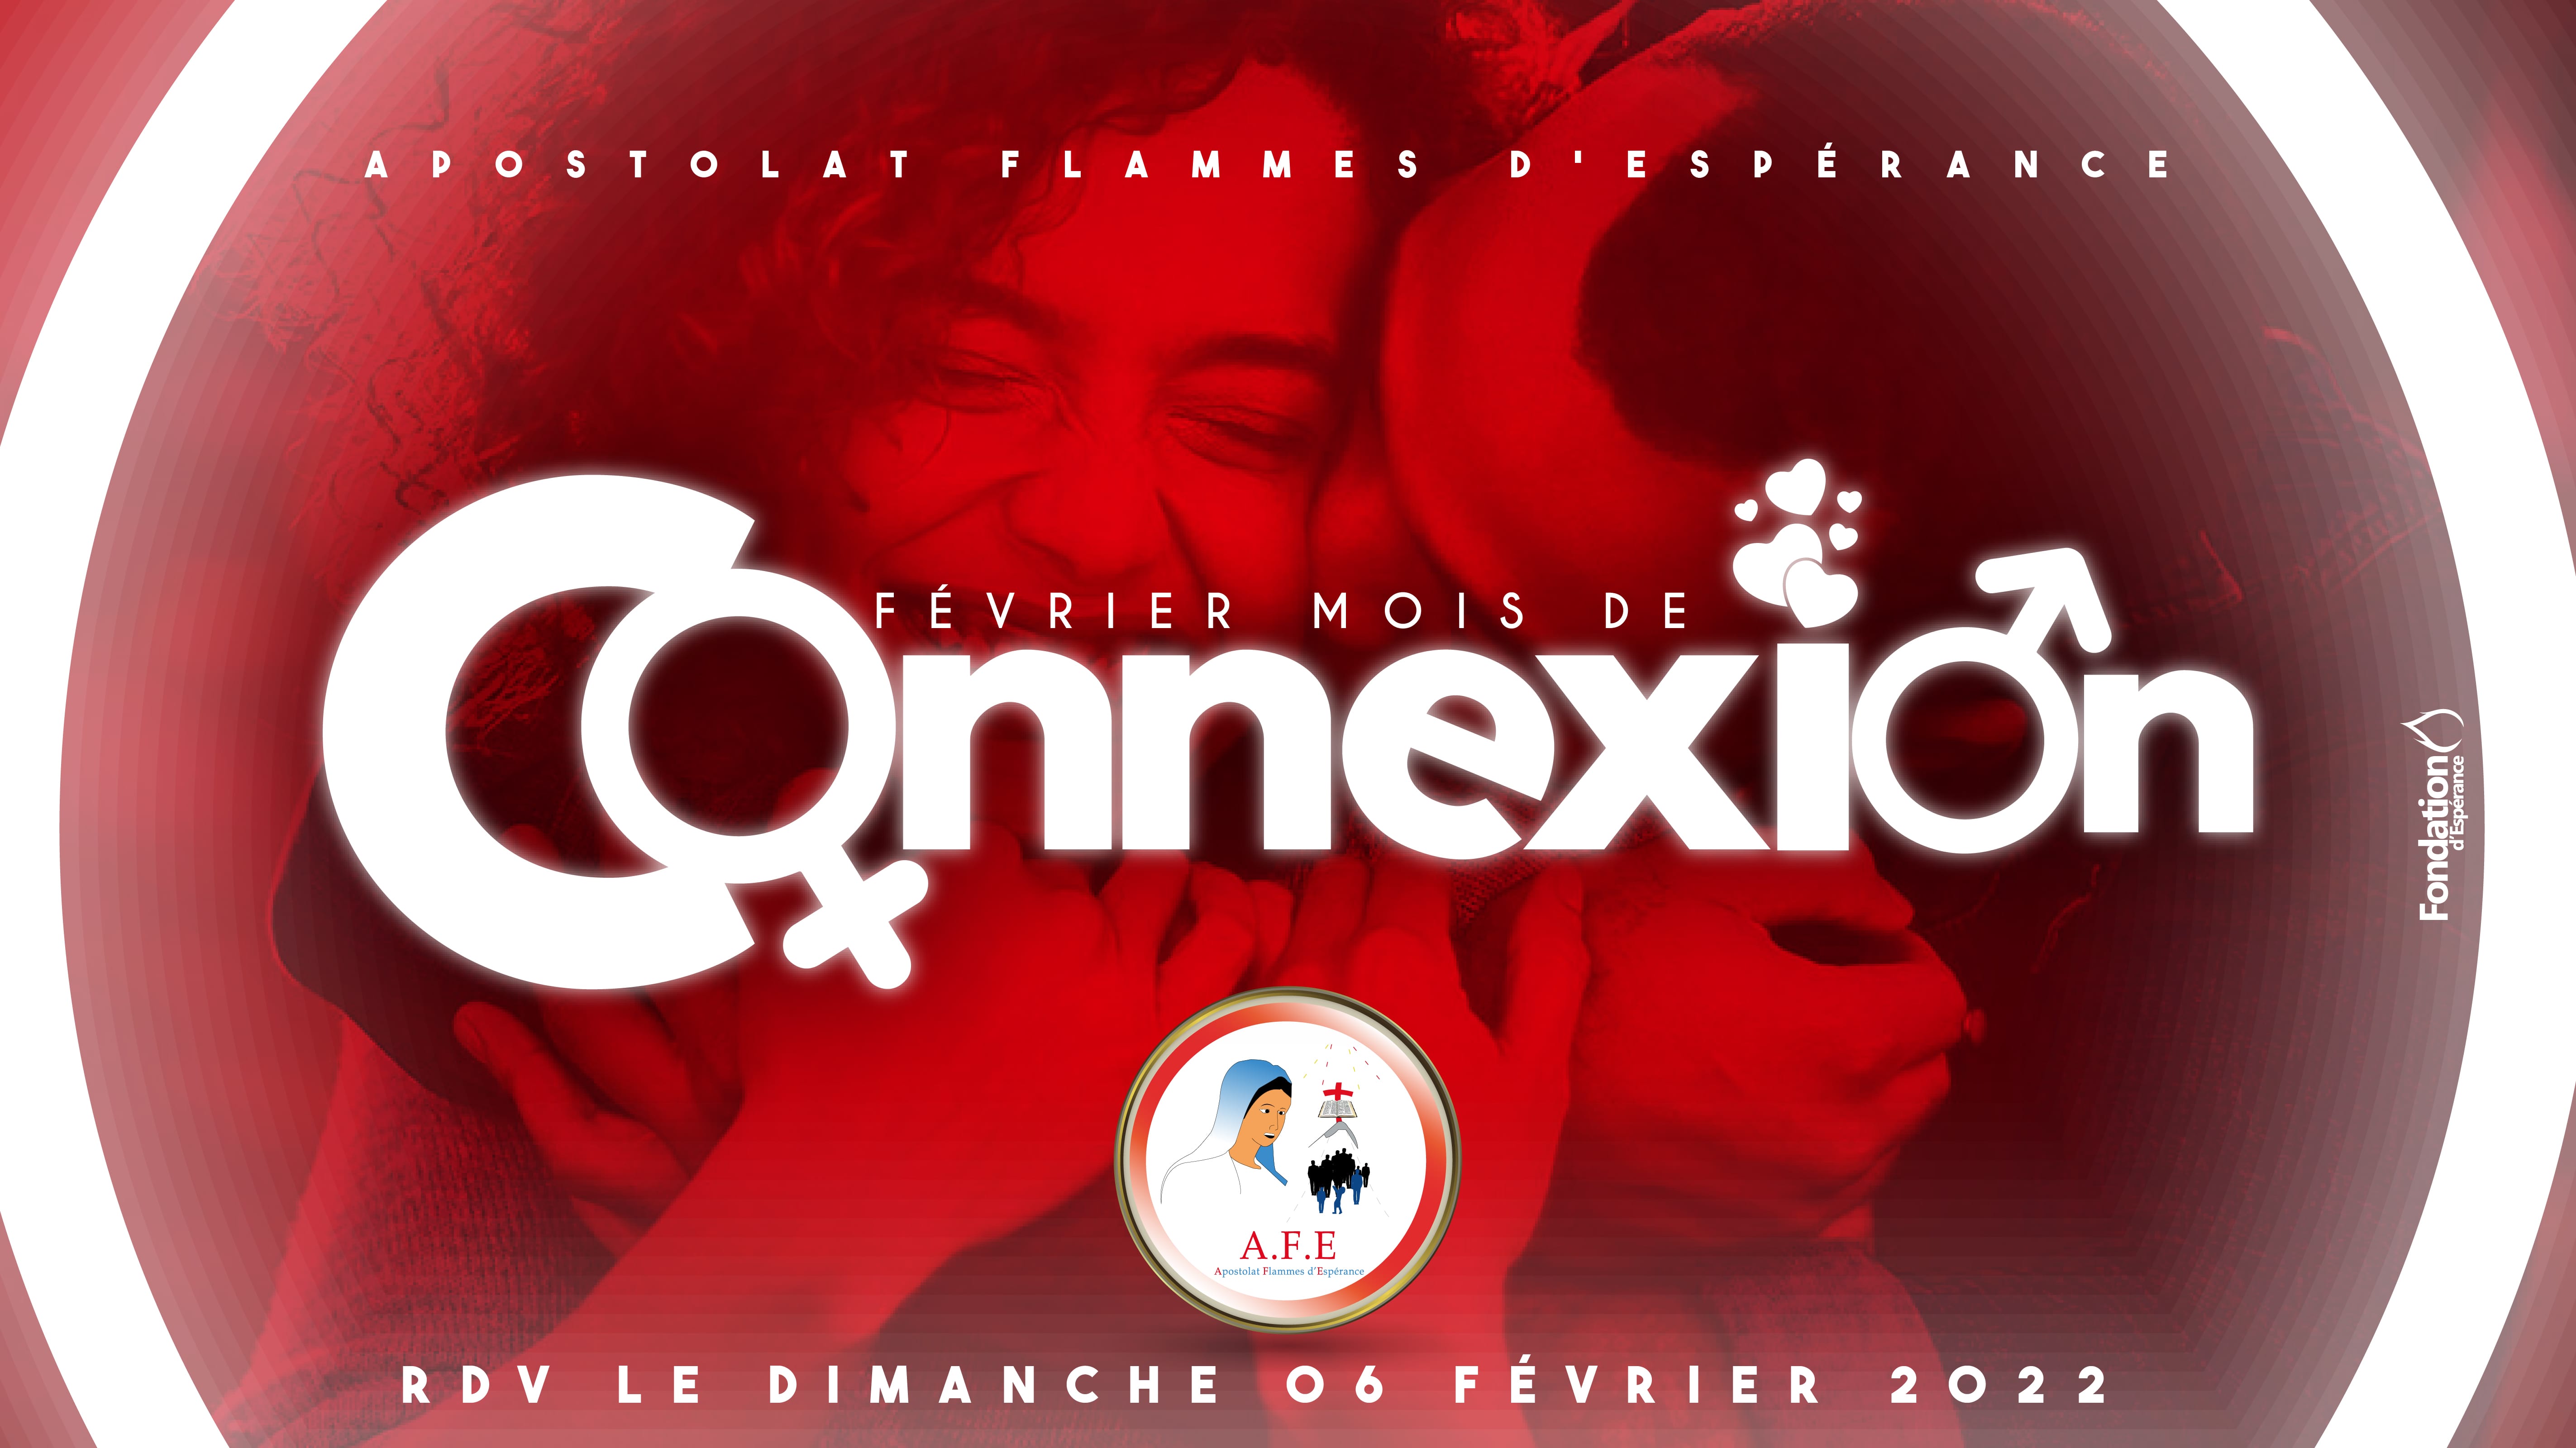 APOSTOLAT FLAMMES D'ESPÉRANCE
FÉVRIER MOIS DE
Connexion
Fondation
d'Espérance
A.F.E
Apostolat Flammes d'Espérance
RDV LE DIMANCHE 06 FÉVRIER 2022